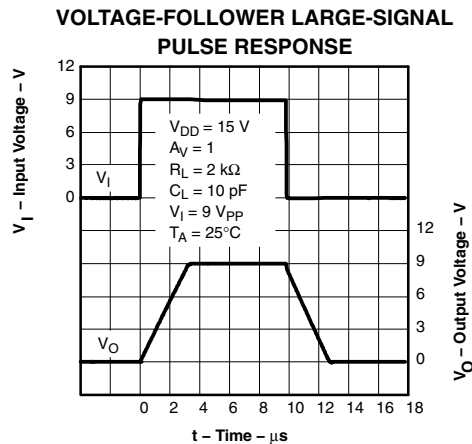 VOLTAGE-FOLLOWER LARGE-SIGNAL
PULSE RESPONSE
V_I – Input Voltage – V
12
9
6
3
0
V_I
V_DD = 15 V
A_V = 1
R_L = 2 kΩ
C_L = 10 pF
V_I = 9 V_PP
T_A = 25°C
V_O
12
9
6
3
0
V_O – Output Voltage – V
0 2 4 6 8 10 12 14 16 18
t – Time – μs